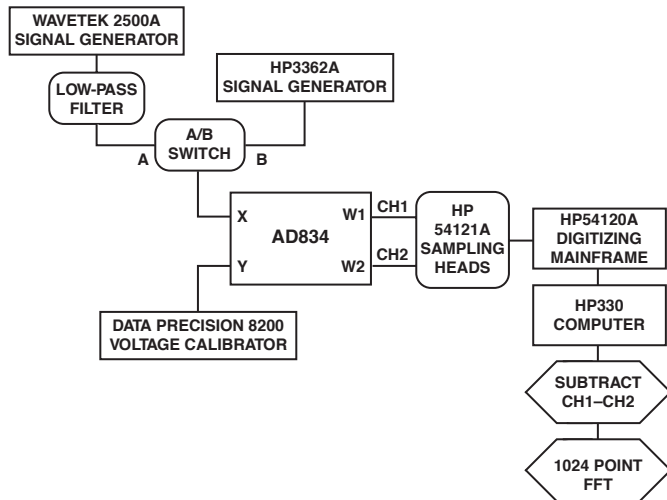 WAVETEK 2500A
SIGNAL GENERATOR
HP3362A
SIGNAL GENERATOR
LOW-PASS
FILTER
A/B
SWITCH
A
B
X
Y
AD834
W1
W2
CH1
CH2
HP
54121A
SAMPLING
HEADS
HP54120A
DIGITIZING
MAINFRAME
DATA PRECISION 8200
VOLTAGE CALIBRATOR
HP330
COMPUTER
SUBTRACT
CH1–CH2
1024 POINT
FFT